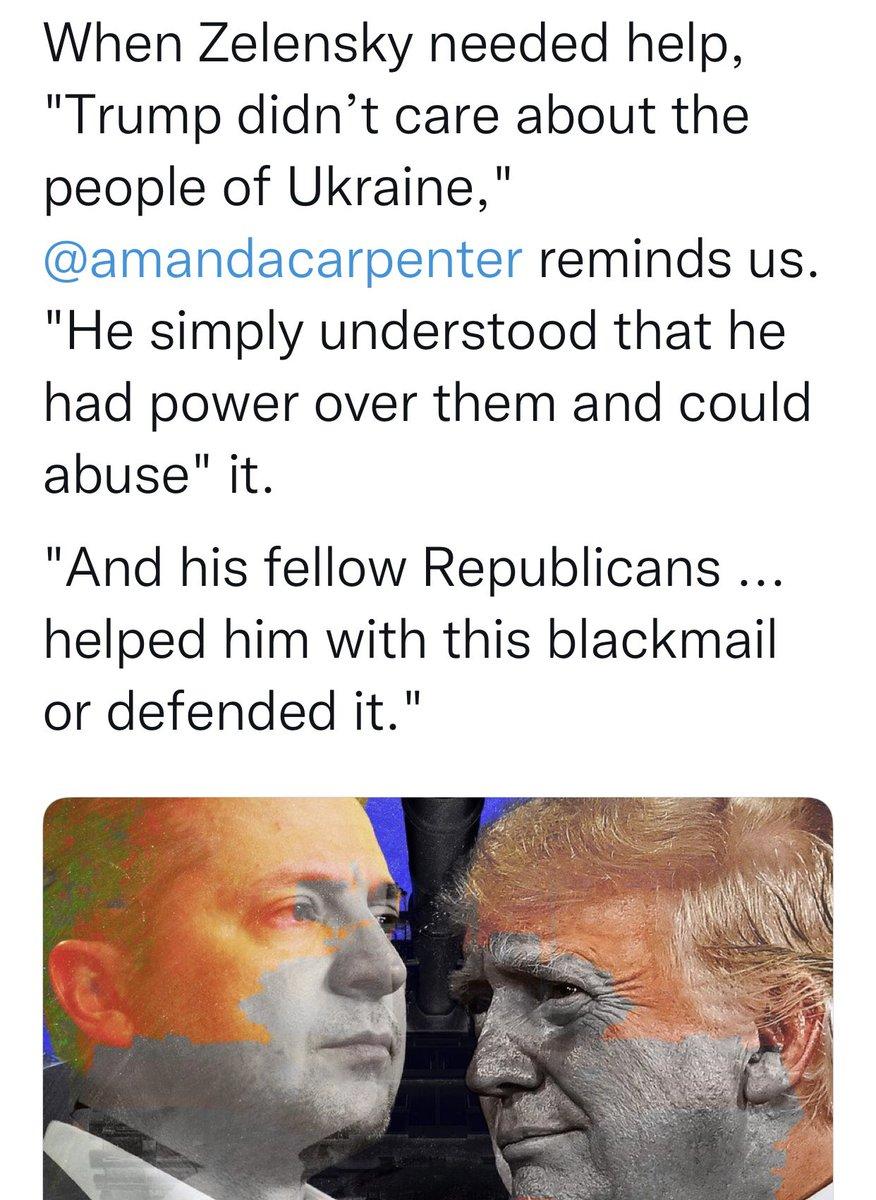 When Zelensky needed help,
"Trump didn’t care about the
people of Ukraine,"
@amandacarpenter reminds us.
"He simply understood that he
had power over them and could
abuse" it.
"And his fellow Republicans ...
helped him with this blackmail
or defended it."